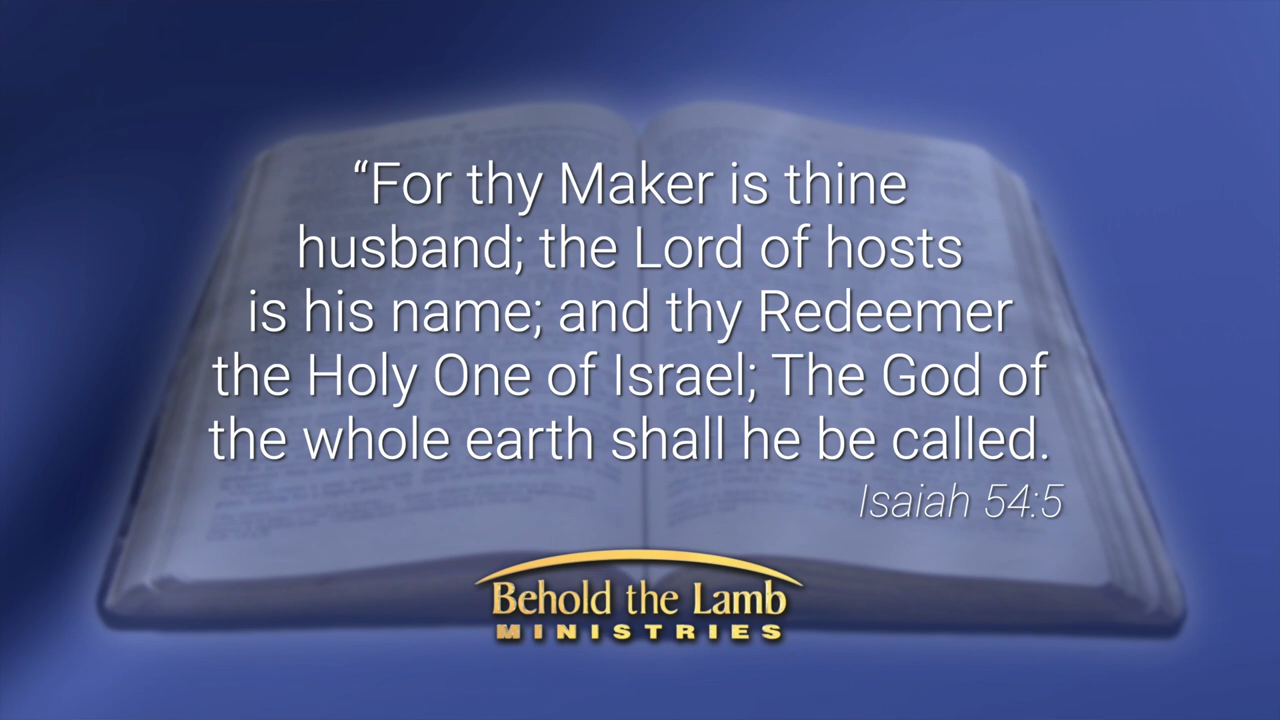 “For thy Maker is thine
husband; the Lord of hosts
is his name; and thy Redeemer
the Holy One of Israel; The God of
the whole earth shall he be called.
Isaiah 54:5
Behold the Lamb
MINISTRIES